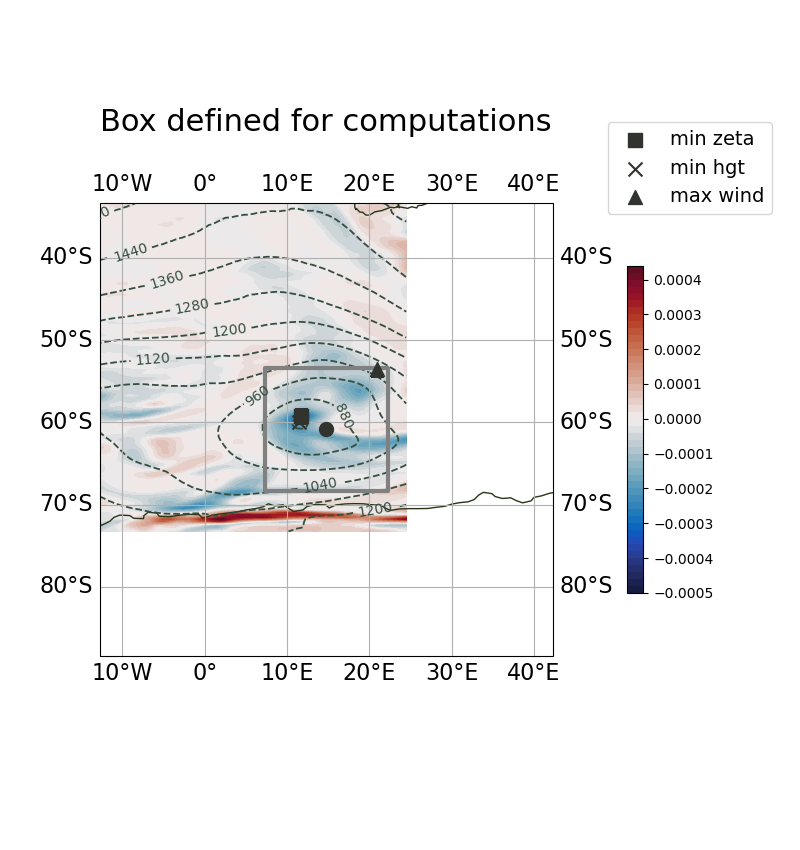 Box defined for computations
min zeta
min hgt
max wind
10°W 0° 10°E 20°E 30°E 40°E
40°S 40°S
50°S 50°S
60°S 60°S
70°S 70°S
80°S 80°S
10°W 0° 10°E 20°E 30°E 40°E
0
1440
1360
1280
1200
1120
960
880
1040
1200
0.0004
0.0003
0.0002
0.0001
0.0000
−0.0001
−0.0002
−0.0003
−0.0004
−0.0005